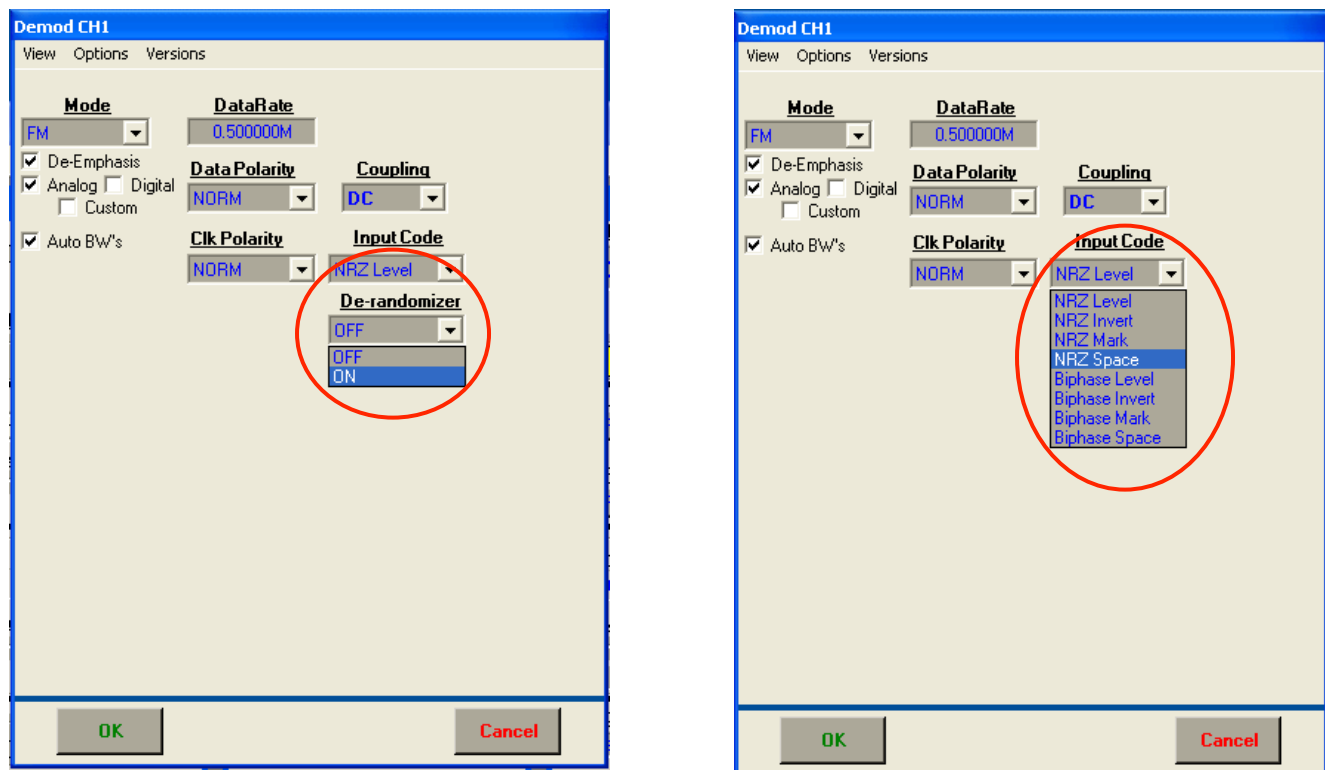 Demod CH1
View Options Versions
Mode DataRate
FM 0.500000M
De-Emphasis
Data Polarity Coupling
Analog Digital
NORM DC
Custom
Auto BW's
Clk Polarity Input Code
NORM NRZ Level
De-randomizer
OFF
OFF
ON
OK Cancel
Demod CH1
View Options Versions
Mode DataRate
FM 0.500000M
De-Emphasis
Data Polarity Coupling
Analog Digital
NORM DC
Custom
Auto BW's
Clk Polarity Input Code
NORM NRZ Level
NRZ Level
NRZ Invert
NRZ Mark
NRZ Space
Biphase Level
Biphase Invert
Biphase Mark
Biphase Space
OK Cancel